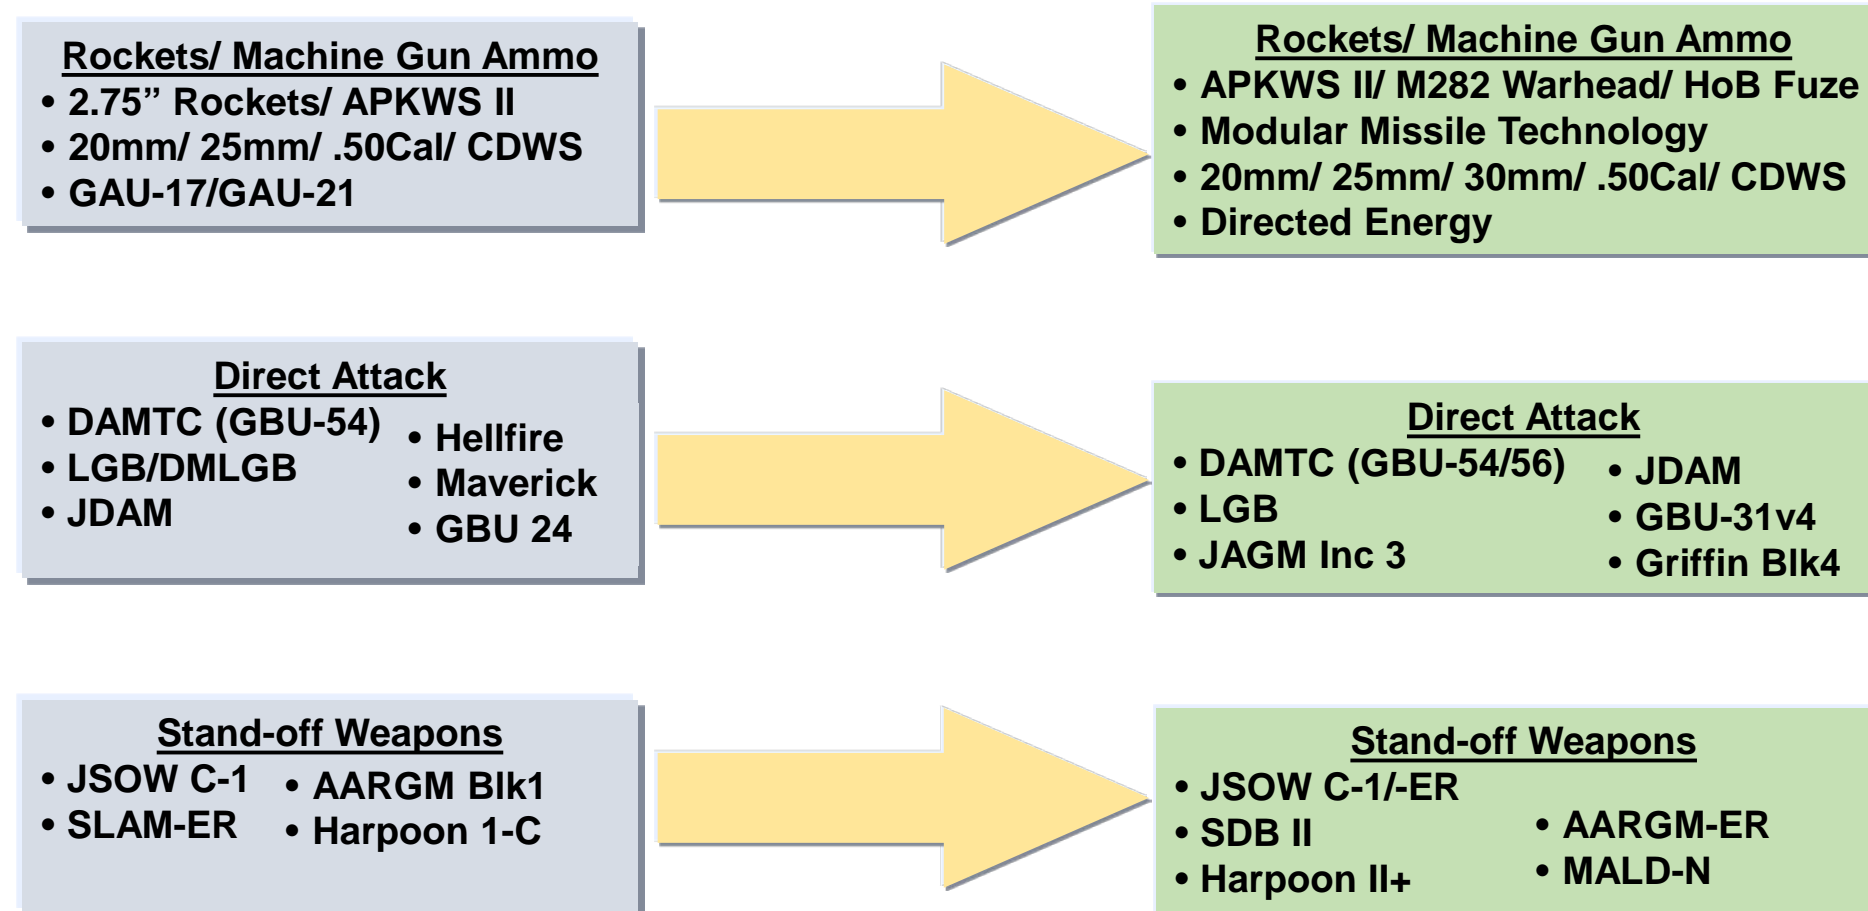 Rockets/ Machine Gun Ammo
• 2.75” Rockets/ APKWS II
• 20mm/ 25mm/ .50Cal/ CDWS
• GAU-17/GAU-21
Rockets/ Machine Gun Ammo
• APKWS II/ M282 Warhead/ HoB Fuze
• Modular Missile Technology
• 20mm/ 25mm/ 30mm/ .50Cal/ CDWS
• Directed Energy
Direct Attack
• DAMTC (GBU-54)
• LGB/DMLGB
• JDAM
• Hellfire
• Maverick
• GBU 24
Direct Attack
• DAMTC (GBU-54/56)
• LGB
• JAGM Inc 3
• JDAM
• GBU-31v4
• Griffin Blk4
Stand-off Weapons
• JSOW C-1
• SLAM-ER
• AARGM Blk1
• Harpoon 1-C
Stand-off Weapons
• JSOW C-1/-ER
• SDB II
• Harpoon II+
• AARGM-ER
• MALD-N